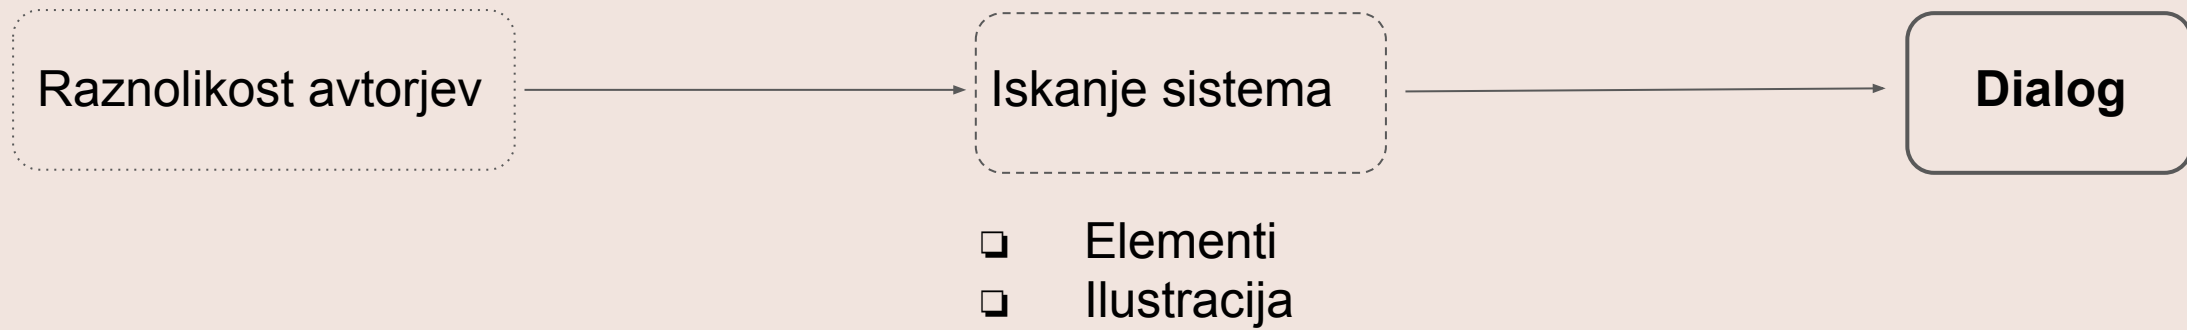 Raznolikost avtorjev
Iskanje sistema
Dialog
❏ Elementi
❏ Ilustracija